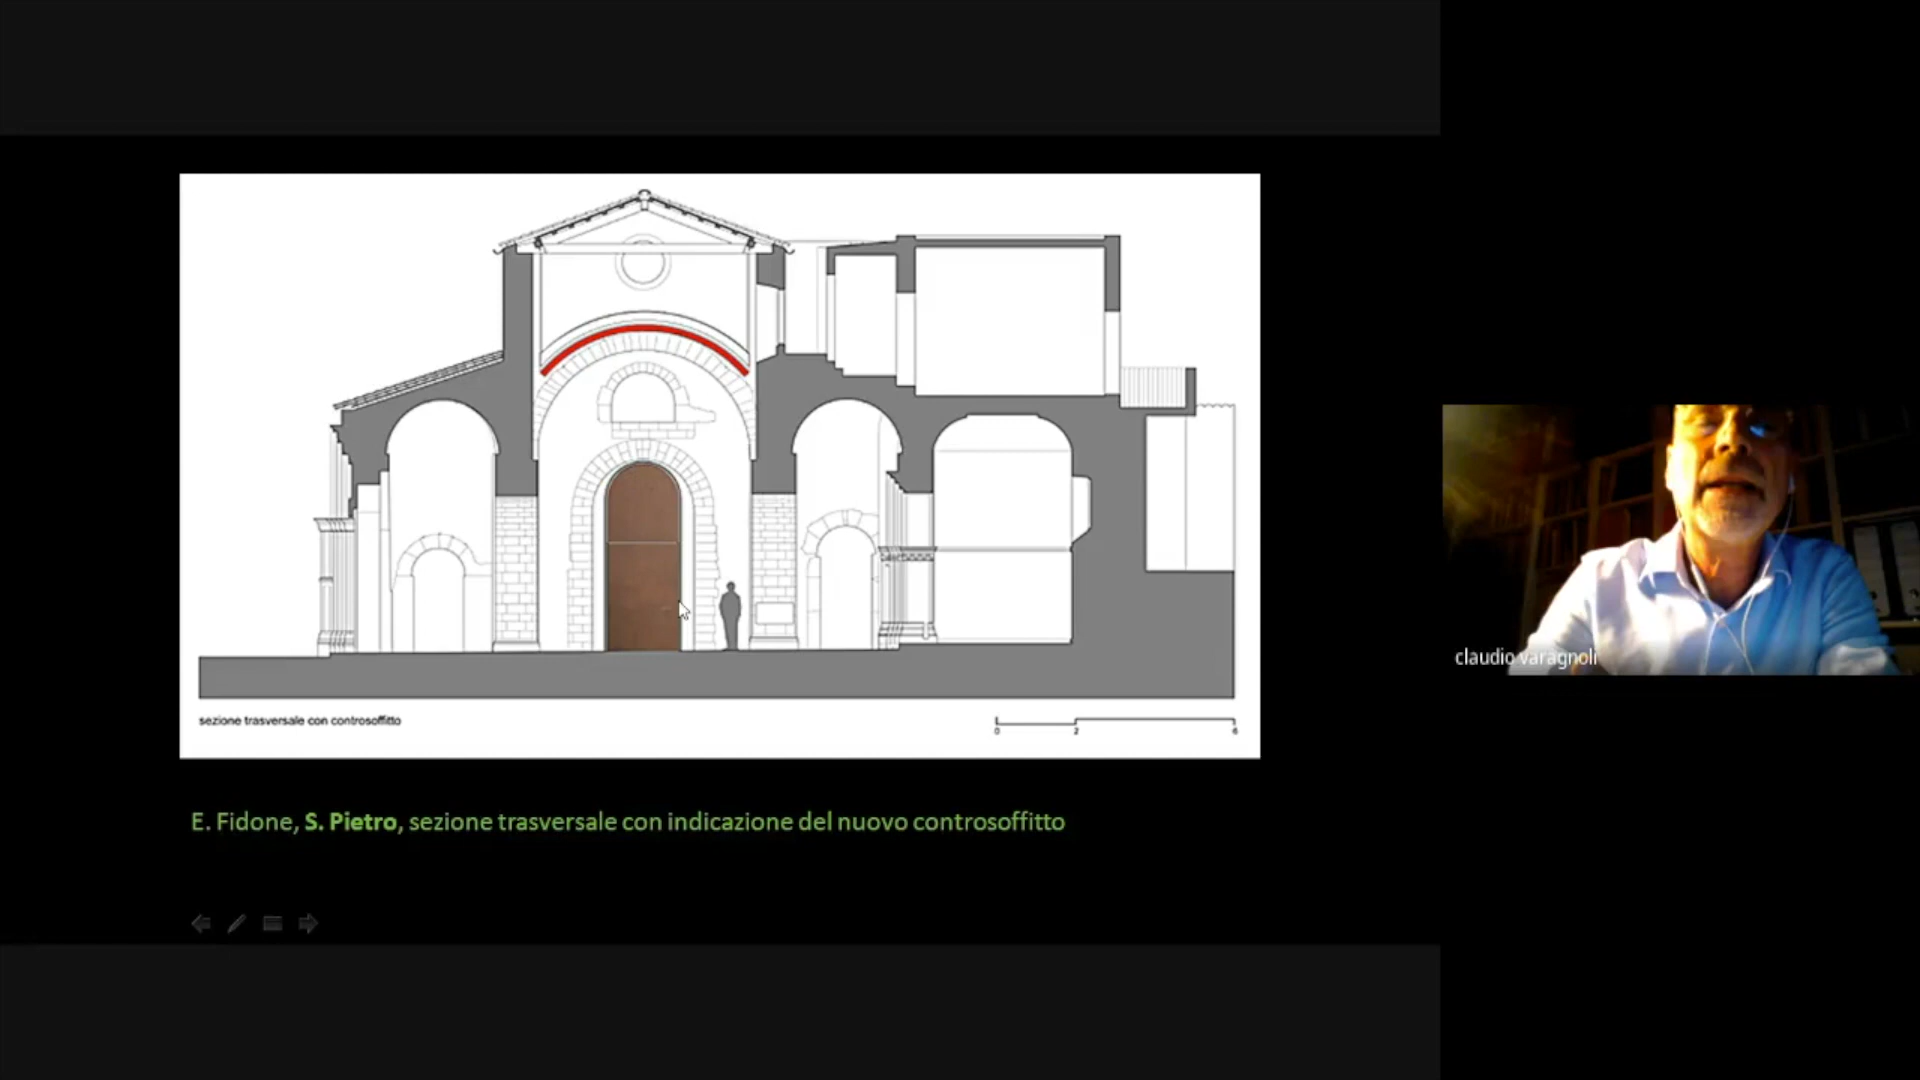 sezione trasversale con controsoffitto
0 2 6
E. Fidone, S. Pietro, sezione trasversale con indicazione del nuovo controsoffitto
claudio varagnoli